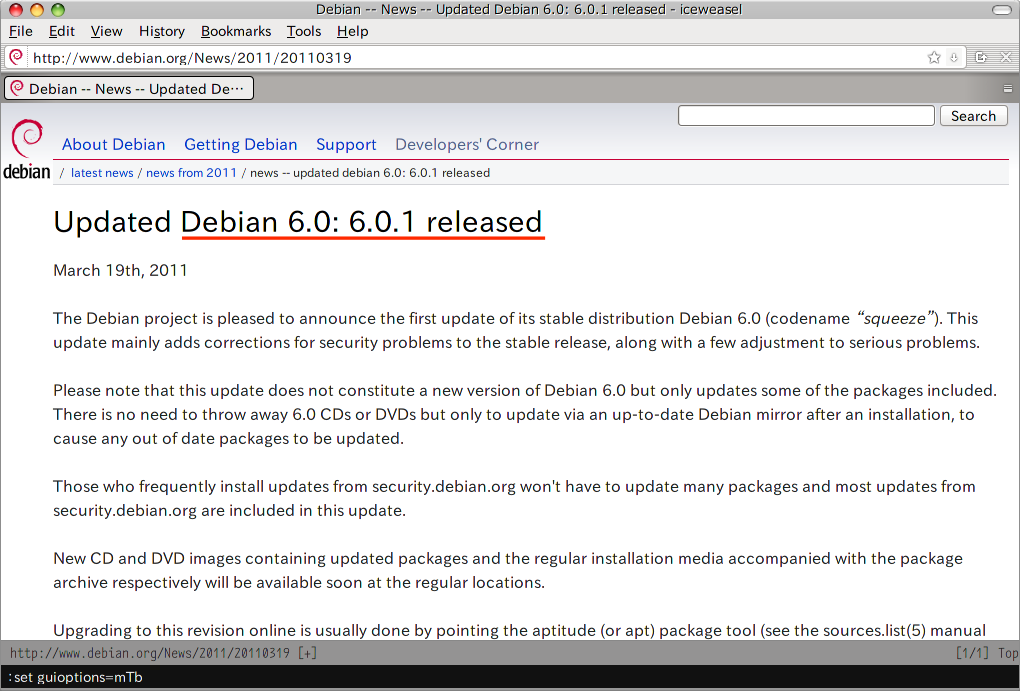 Debian -- News -- Updated Debian 6.0: 6.0.1 released - iceweasel
File Edit View History Bookmarks Tools Help
http://www.debian.org/News/2011/20110319
Debian -- News -- Updated De···
Search
debian
About Debian Getting Debian Support Developers' Corner
/ latest news / news from 2011 / news -- updated debian 6.0: 6.0.1 released
Updated Debian 6.0: 6.0.1 released
March 19th, 2011
The Debian project is pleased to announce the first update of its stable distribution Debian 6.0 (codename “squeeze”). This
update mainly adds corrections for security problems to the stable release, along with a few adjustment to serious problems.
Please note that this update does not constitute a new version of Debian 6.0 but only updates some of the packages included.
There is no need to throw away 6.0 CDs or DVDs but only to update via an up-to-date Debian mirror after an installation, to
cause any out of date packages to be updated.
Those who frequently install updates from security.debian.org won't have to update many packages and most updates from
security.debian.org are included in this update.
New CD and DVD images containing updated packages and the regular installation media accompanied with the package
archive respectively will be available soon at the regular locations.
Upgrading to this revision online is usually done by pointing the aptitude (or apt) package tool (see the sources.list(5) manual
http://www.debian.org/News/2011/20110319 [+] [1/1] Top
:set guioptions=mTb